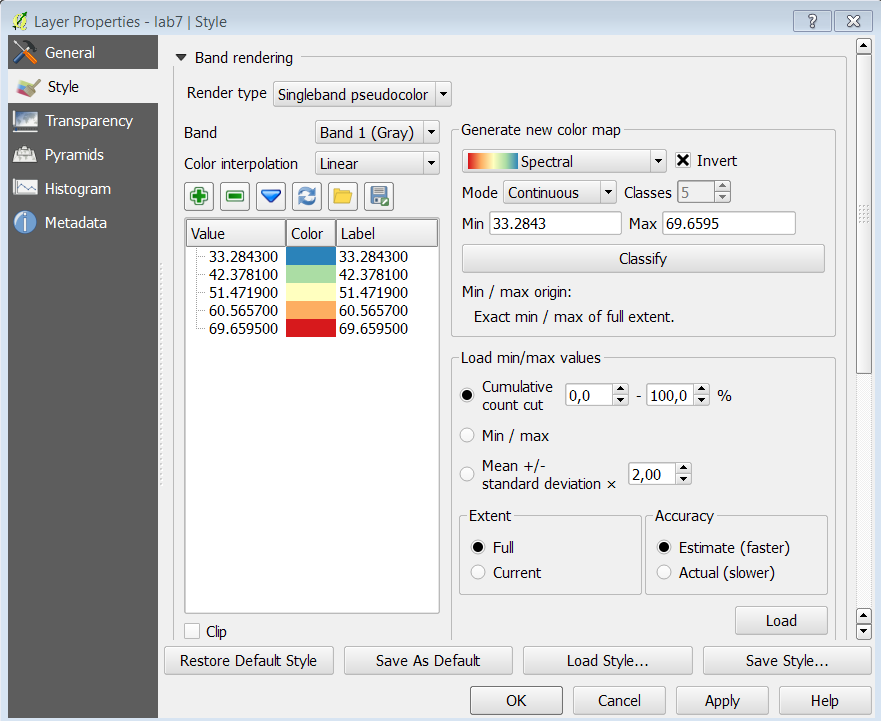 Layer Properties - lab7 | Style
General
Style
Transparency
Pyramids
Histogram
Metadata
Band rendering
Render type Singleband pseudocolor
Band Band 1 (Gray)
Color interpolation Linear
Value Color Label
33.284300 33.284300
42.378100 42.378100
51.471900 51.471900
60.565700 60.565700
69.659500 69.659500
Clip
Generate new color map
Spectral Invert
Mode Continuous Classes 5
Min 33.2843 Max 69.6595
Classify
Min / max origin:
Exact min / max of full extent.
Load min/max values
Cumulative
count cut 0,0 - 100,0 %
Min / max
Mean +/-
standard deviation × 2,00
Extent
Full
Current
Accuracy
Estimate (faster)
Actual (slower)
Load
Restore Default Style Save As Default Load Style... Save Style...
OK Cancel Apply Help